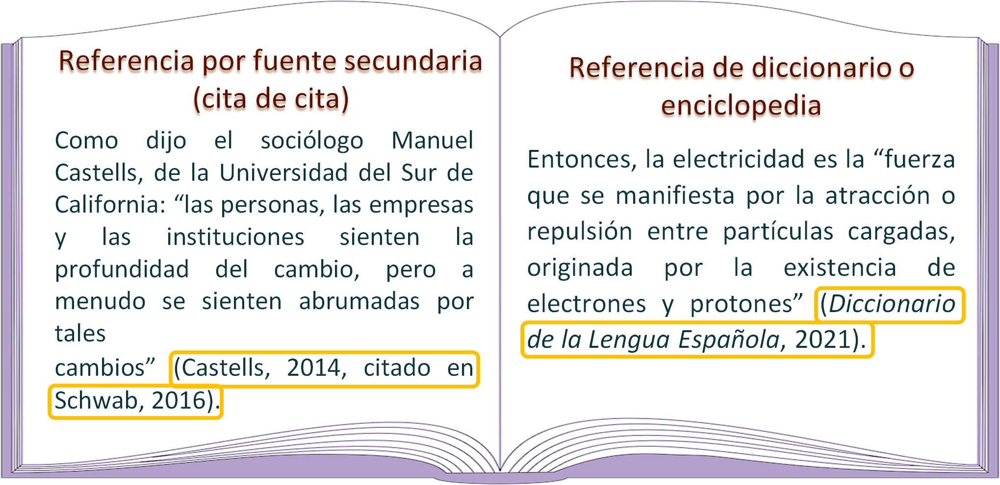 Referencia por fuente secundaria
(cita de cita)
Como dijo el sociólogo Manuel
Castells, de la Universidad del Sur de
California: “las personas, las empresas
y las instituciones sienten la
profundidad del cambio, pero a
menudo se sienten abrumadas por
tales
cambios” (Castells, 2014, citado en
Schwab, 2016).
Referencia de diccionario o
enciclopedia
Entonces, la electricidad es la “fuerza
que se manifiesta por la atracción o
repulsión entre partículas cargadas,
originada por la existencia de
electrones y protones” (Diccionario
de la Lengua Española, 2021).